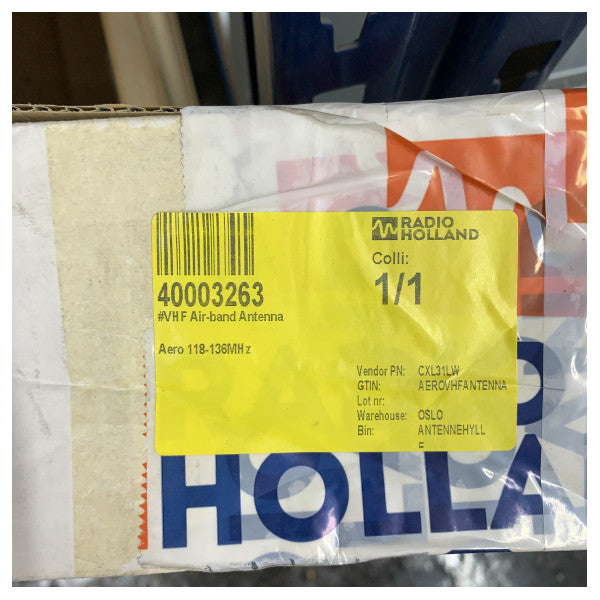 RADIO
HOLLAND
Colli:
1/1
40003263
#VHF Air-band Antenna
Aero 118-136MHz
Vendor PN: CXL31LW
GTIN: AEROVHFANTENNA
Lot nr:
Warehouse: OSLO
Bin: ANTENNEHYLL
HOLLA